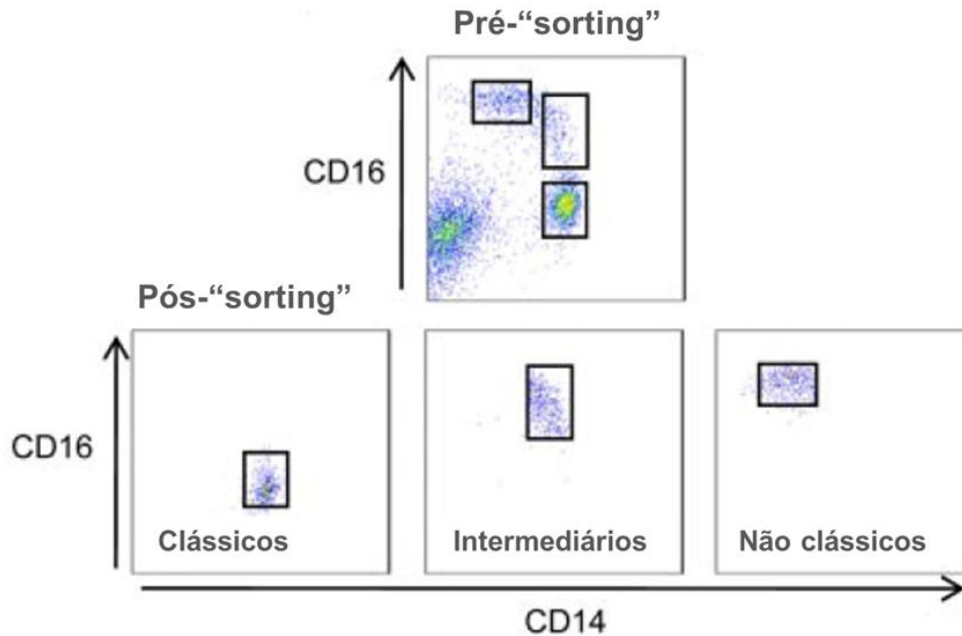 Pré-“sorting”
CD16
Pós-“sorting”
CD16
Clássicos
Intermediários
Não clássicos
CD14